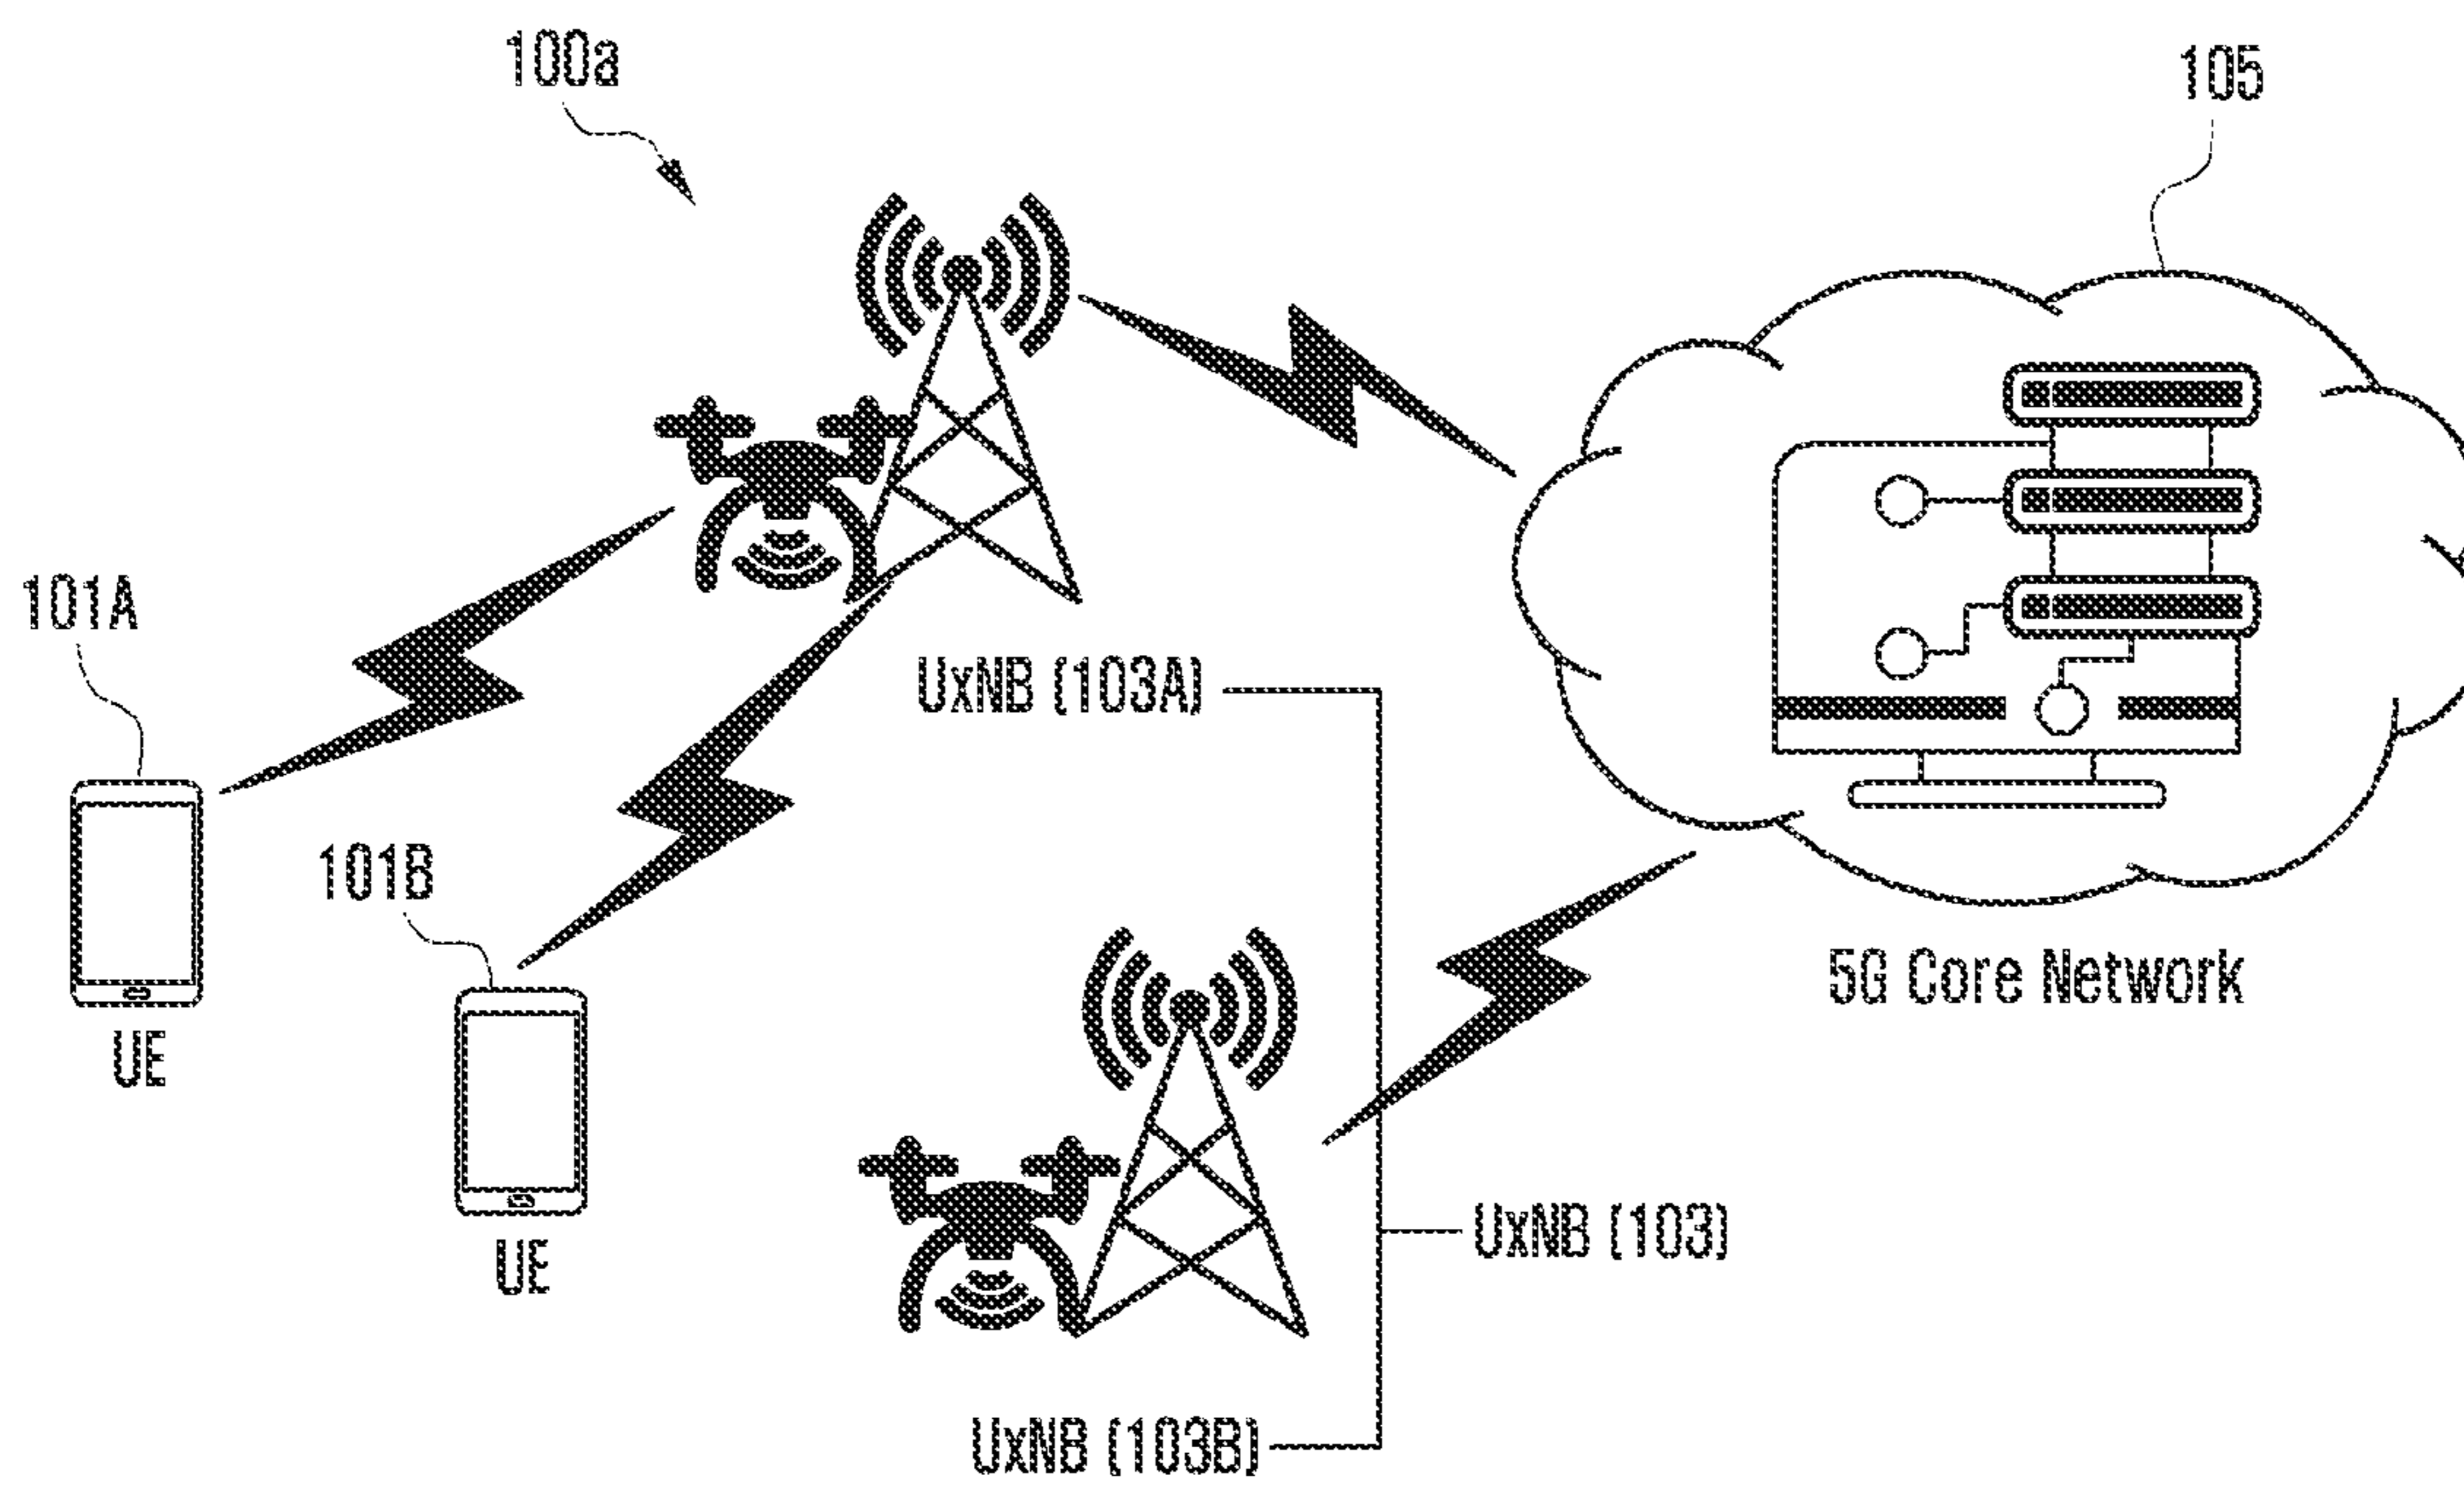 100a
105
101A
UxNB (103A)
101B
5G Core Network
UE
UxNB (103)
UE
UxNB (103B)